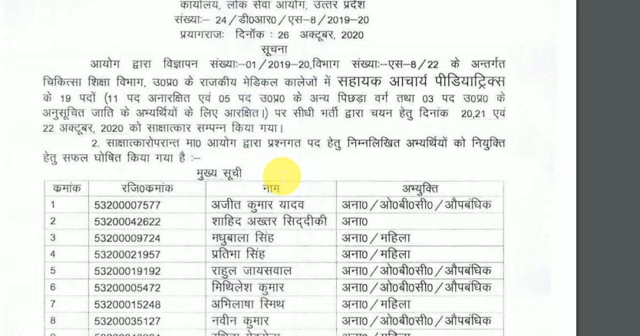 कार्यालय, लोक सेवा आयोग, उत्तर प्रदेश
संख्याः- 24/डी0आर0/एस-8/2019-20
प्रयागराजः दिनाँक : 26 अक्टूबर, 2020
सूचना
आयोग द्वारा विज्ञापन संख्याः-01/2019-20,विभाग संख्याः-एस-8/22 के अन्तर्गत
चिकित्सा शिक्षा विभाग, उ0प्र0 के राजकीय मेडिकल कालेजो में सहायक आचार्य पीडियाट्रिक्स
के 19 पदों (11 पद अनारक्षित एवं 05 पद उ0प्र0 के अन्य पिछड़ा वर्ग तथा 03 पद उ0प्र0 के
अनुसूचित जाति के अभ्यर्थियों के लिए आरक्षित।) पर सीधी भर्ती द्वारा चयन हेतु दिनांक 20,21 एवं
22 अक्टूबर, 2020 को साक्षात्कार सम्पन्न किया गया।
2. साक्षात्कारोपरान्त मा0 आयोग द्वारा प्रश्नगत पद हेतु निम्नलिखित अभ्यर्थियों को नियुक्ति
हेतु सफल घोषित किया गया है :-
मुख्य सूची
क्रमांक रजि0क्रमांक नाम अभ्युक्ति
1 53200007577 अजीत कुमार यादव अना0/ओ0बी0सी0/औपबंधिक
2 53200042622 शाहिद अख्तर सिद्दीकी अना0
3 53200009724 मधुबाला सिंह अना0/महिला
4 53200021957 प्रतिभा सिंह अना0/महिला
5 53200019192 राहुल जायसवाल अना0/ओ0बी0सी0/औपबंधिक
6 53200005472 मिथिलेश कुमार अना0/ओ0बी0सी0/औपबंधिक
7 53200015248 अभिलाषा स्मिथ अना0/महिला
8 53200035127 नवीन कुमार अना0/ओ0बी0सी0/औपबंधिक